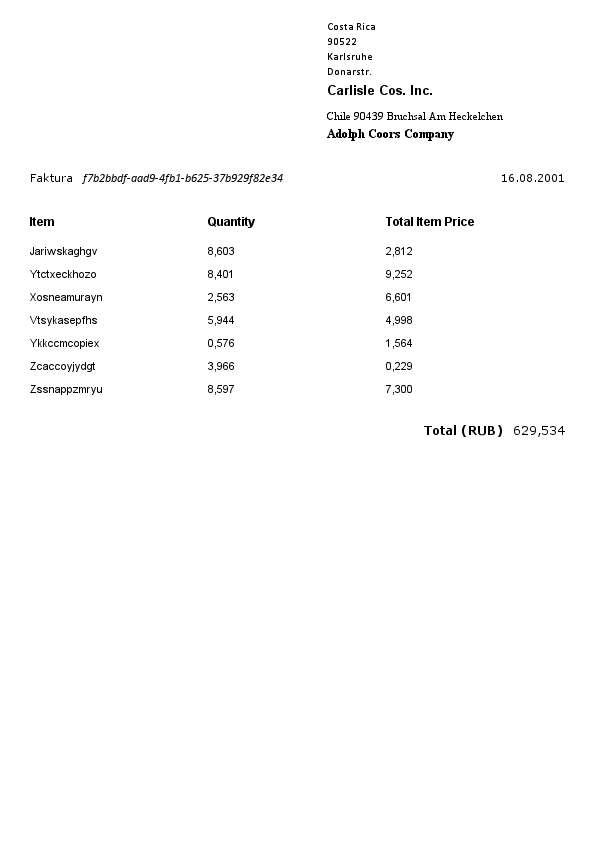 Costa Rica
90522
Karlsruhe
Donarstr.
Carlisle Cos. Inc.
Chile 90439 Bruchsal Am Heckelchen
Adolph Coors Company
Faktura f7b2bbdf-aad9-4fb1-b625-37b929f82e34 16.08.2001
Item Quantity Total Item Price
Jariwskaghgv 8,603 2,812
Ytctxeckhozo 8,401 9,252
Xosneamurayn 2,563 6,601
Vtsykasepfhs 5,944 4,998
Ykkccmcopiex 0,576 1,564
Zcaccoyjydgt 3,966 0,229
Zssnappzmryu 8,597 7,300
Total (RUB) 629,534